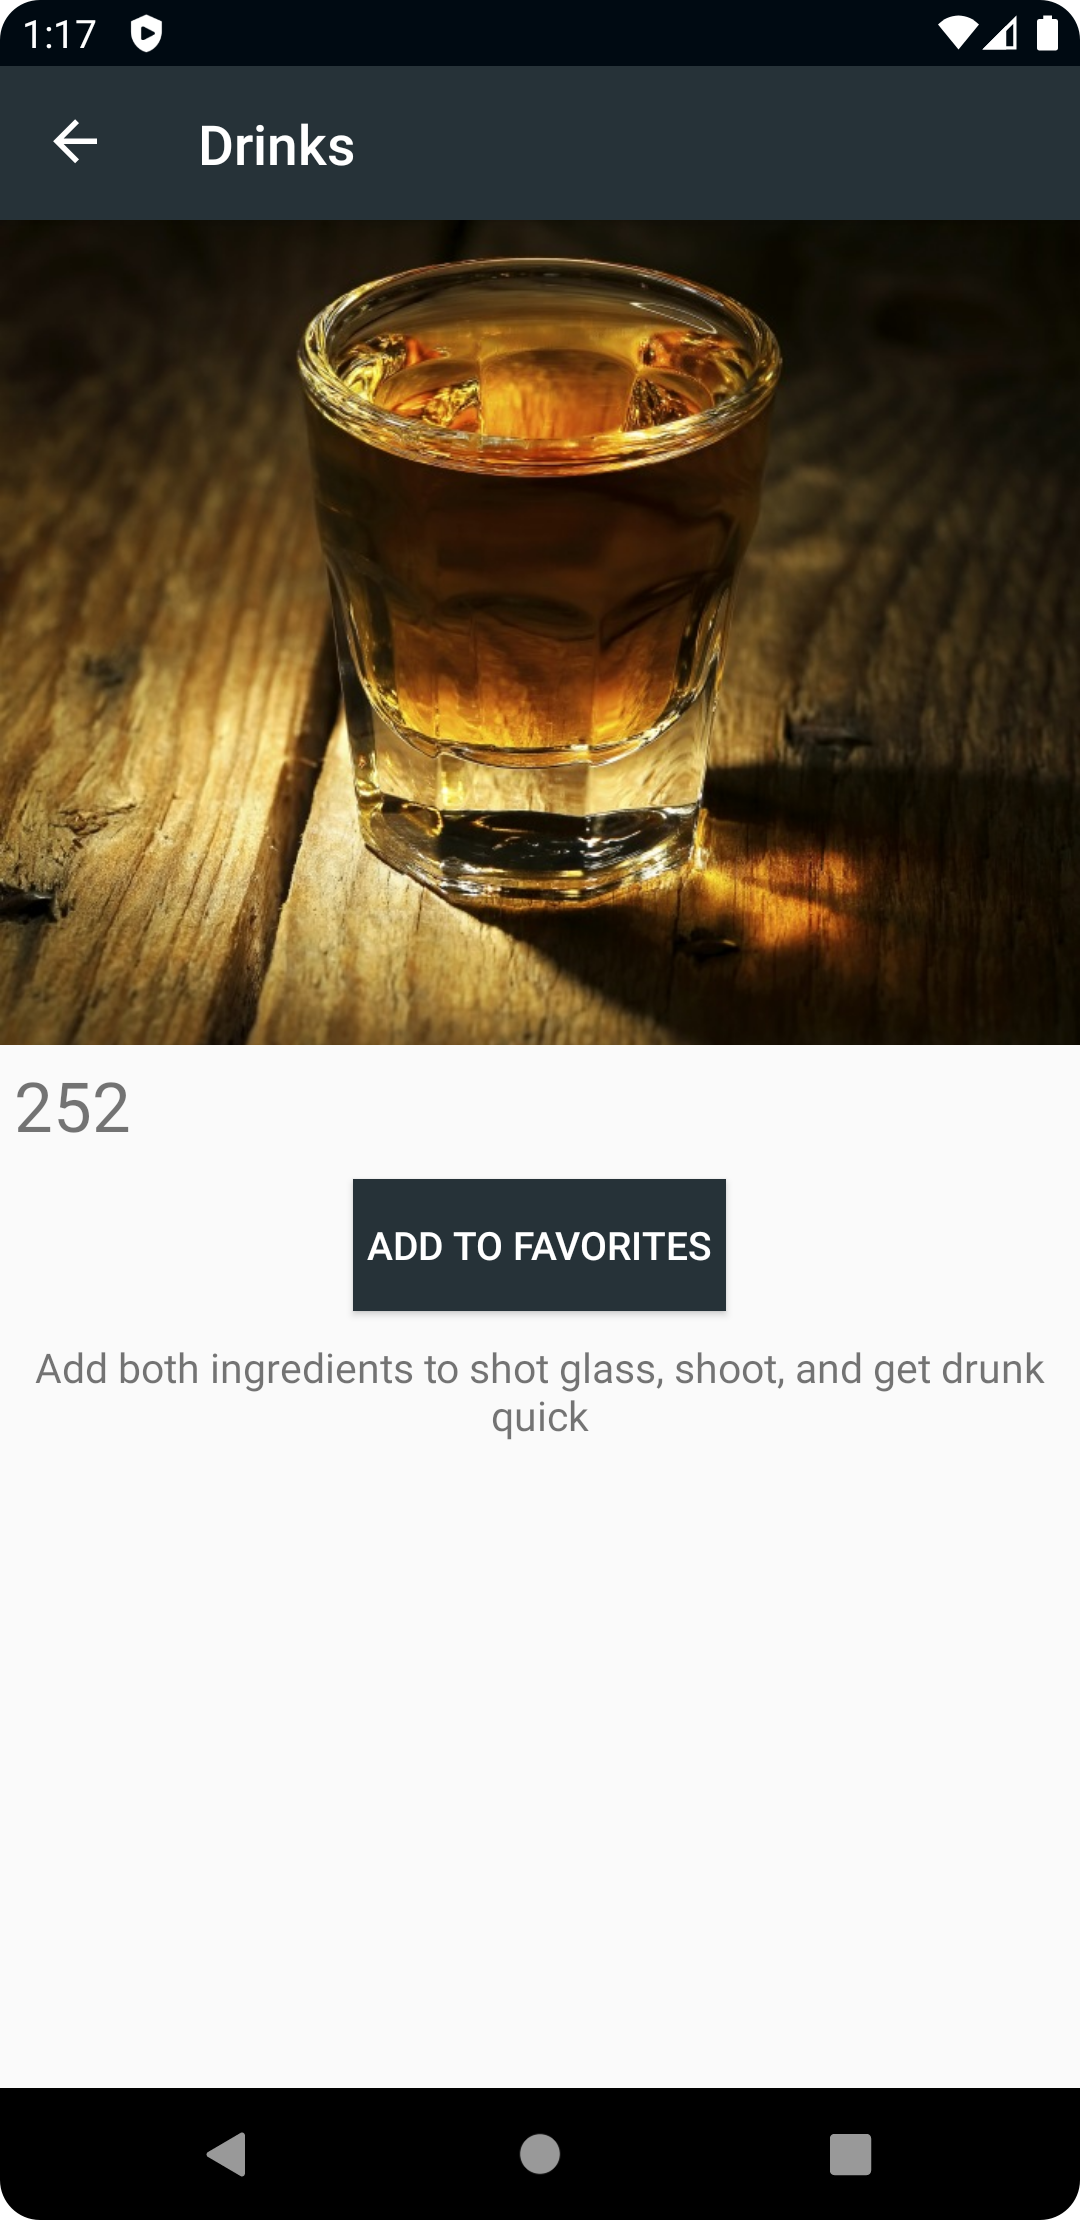 1:17
Drinks
252
ADD TO FAVORITES
Add both ingredients to shot glass, shoot, and get drunk
quick